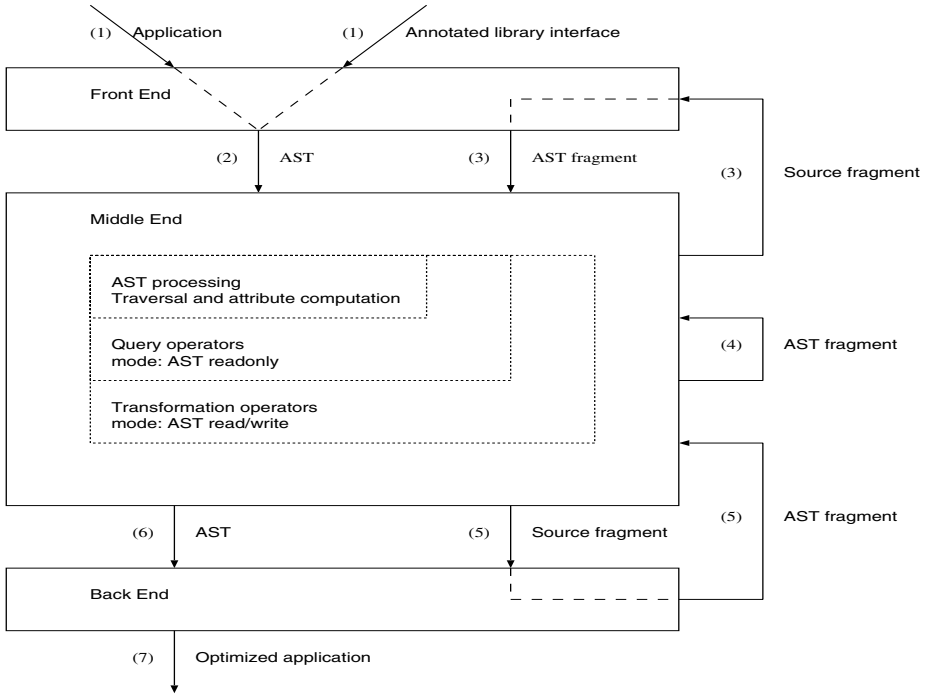 (1) Application
(1) Annotated library interface
Front End
(2) AST
(3) AST fragment
(3) Source fragment
Middle End
AST processing
Traversal and attribute computation
Query operators
mode: AST readonly
(4) AST fragment
Transformation operators
mode: AST read/write
(5) AST fragment
(6) AST
(5) Source fragment
Back End
(7) Optimized application